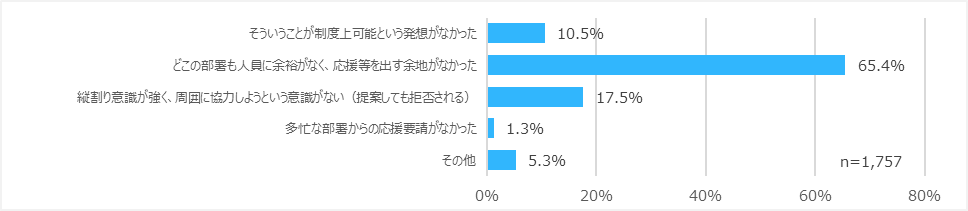 そういうことが制度上可能という発想がなかった 10.5%
どこの部署も人員に余裕がなく、応援等を出す余地がなかった 65.4%
縦割り意識が強く、周囲に協力しようという意識がない（提案しても拒否される） 17.5%
多忙な部署からの応援要請がなかった 1.3%
その他 5.3% n=1,757
0% 20% 40% 60% 80%